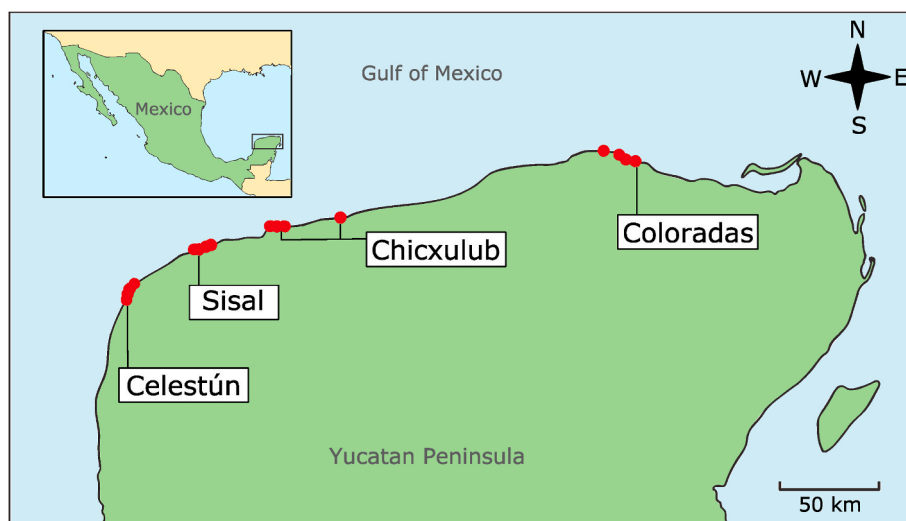 Gulf of Mexico
N
W
E
S
Mexico
Coloradas
Chicxulub
Sisal
Celestún
Yucatan Peninsula
50 km